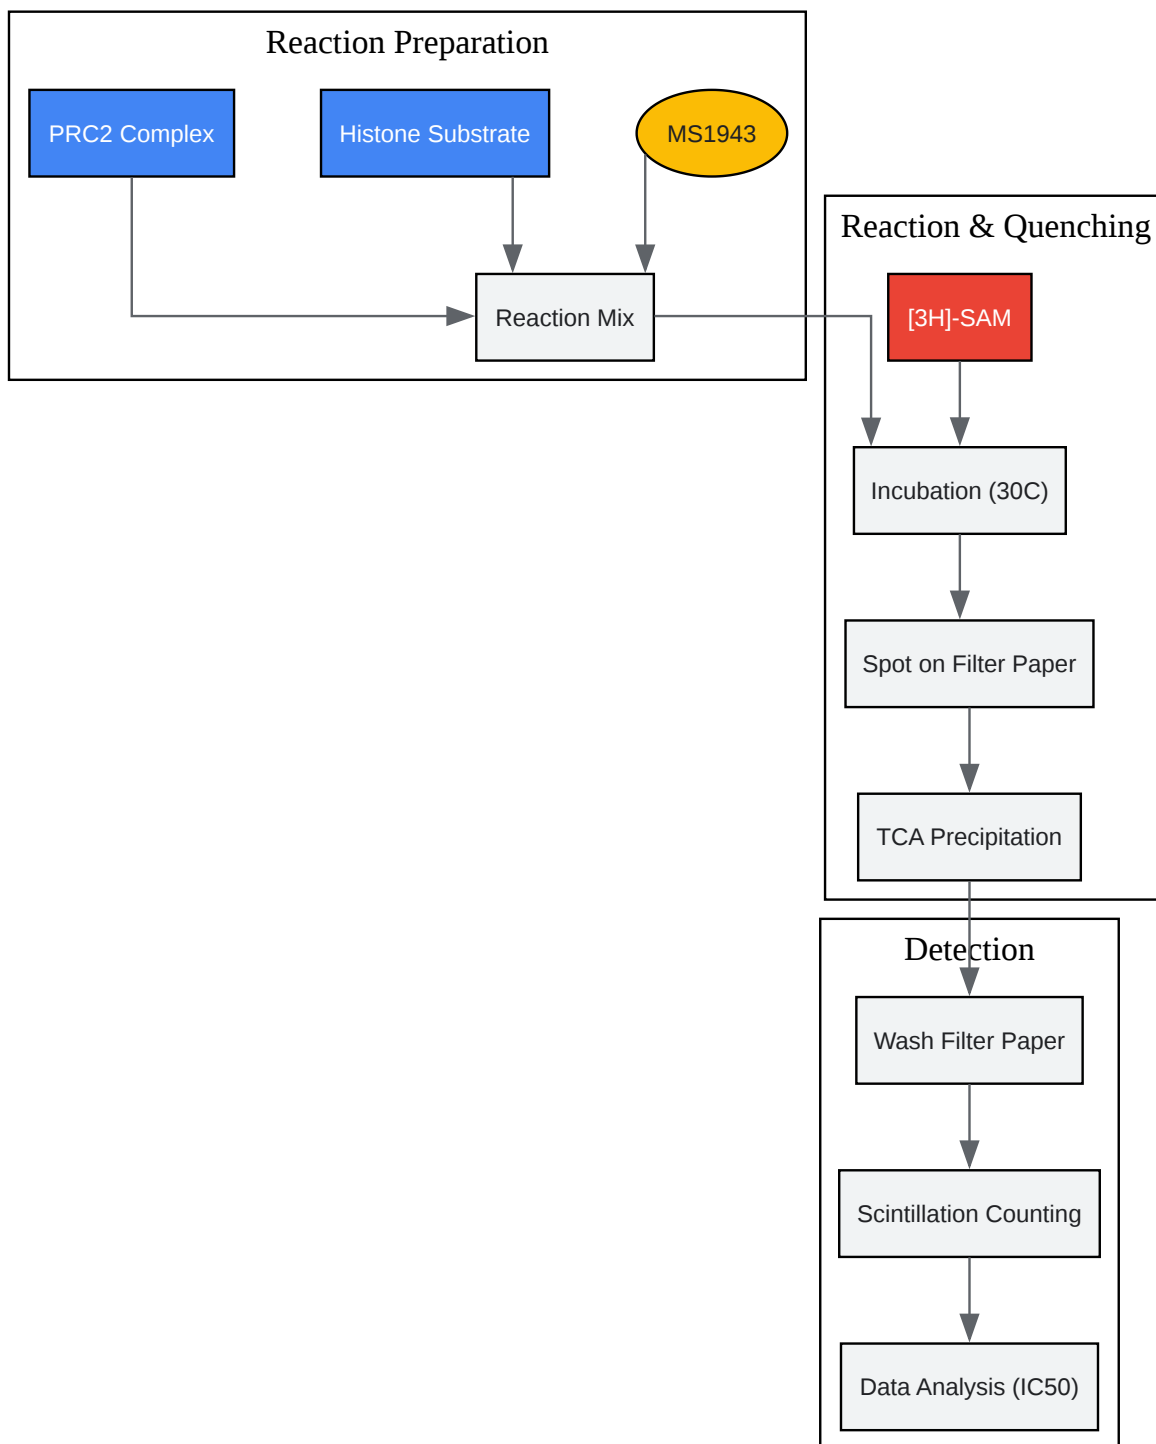 Reaction Preparation
PRC2 Complex
Histone Substrate
MS1943
Reaction Mix
Reaction & Quenching
[3H]-SAM
Incubation (30C)
Spot on Filter Paper
TCA Precipitation
Detection
Wash Filter Paper
Scintillation Counting
Data Analysis (IC50)